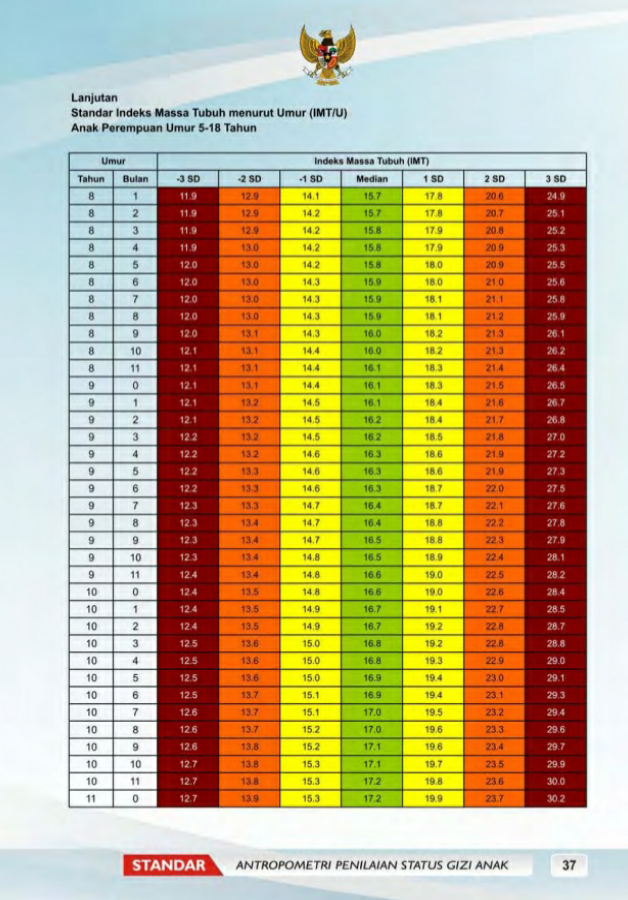 Lanjutan
Standar Indeks Massa Tubuh menurut Umur (IMT/U)
Anak Perempuan Umur 5-18 Tahun
Umur Indeks Massa Tubuh (IMT)
Tahun Bulan -3 SD -2 SD -1 SD Median 1 SD 2 SD 3 SD
8 1 11.9 12.9 14.1 15.7 17.8 20.6 24.9
8 2 11.9 12.9 14.2 15.7 17.8 20.7 25.1
8 3 11.9 12.9 14.2 15.8 17.9 20.8 25.2
8 4 11.9 13.0 14.2 15.8 17.9 20.9 25.3
8 5 12.0 13.0 14.2 15.8 18.0 20.9 25.5
8 6 12.0 13.0 14.3 15.9 18.0 21.0 25.6
8 7 12.0 13.0 14.3 15.9 18.1 21.1 25.8
8 8 12.0 13.0 14.3 15.9 18.1 21.2 25.9
8 9 12.0 13.1 14.3 16.0 18.2 21.3 26.1
8 10 12.1 13.1 14.4 16.0 18.2 21.3 26.2
8 11 12.1 13.1 14.4 16.1 18.3 21.4 26.4
9 0 12.1 13.1 14.4 16.1 18.3 21.5 26.5
9 1 12.1 13.2 14.5 16.1 18.4 21.6 26.7
9 2 12.1 13.2 14.5 16.2 18.4 21.7 26.8
9 3 12.2 13.2 14.5 16.2 18.5 21.8 27.0
9 4 12.2 13.2 14.6 16.3 18.6 21.9 27.2
9 5 12.2 13.3 14.6 16.3 18.6 21.9 27.3
9 6 12.2 13.3 14.6 16.3 18.7 22.0 27.5
9 7 12.3 13.3 14.7 16.4 18.7 22.1 27.6
9 8 12.3 13.4 14.7 16.4 18.8 22.2 27.8
9 9 12.3 13.4 14.7 16.5 18.8 22.3 27.9
9 10 12.3 13.4 14.8 16.5 18.9 22.4 28.1
9 11 12.4 13.4 14.8 16.6 19.0 22.5 28.2
10 0 12.4 13.5 14.8 16.6 19.0 22.6 28.4
10 1 12.4 13.5 14.9 16.7 19.1 22.7 28.5
10 2 12.4 13.5 14.9 16.7 19.2 22.8 28.7
10 3 12.5 13.6 15.0 16.8 19.2 22.8 28.8
10 4 12.5 13.6 15.0 16.8 19.3 22.9 29.0
10 5 12.5 13.6 15.0 16.9 19.4 23.0 29.1
10 6 12.5 13.7 15.1 16.9 19.4 23.1 29.3
10 7 12.6 13.7 15.1 17.0 19.5 23.2 29.4
10 8 12.6 13.7 15.2 17.0 19.6 23.3 29.6
10 9 12.6 13.8 15.2 17.1 19.6 23.4 29.7
10 10 12.7 13.8 15.3 17.1 19.7 23.5 29.9
10 11 12.7 13.8 15.3 17.2 19.8 23.6 30.0
11 0 12.7 13.9 15.3 17.2 19.9 23.7 30.2
STANDAR ANTROPOMETRI PENILAIAN STATUS GIZI ANAK 37